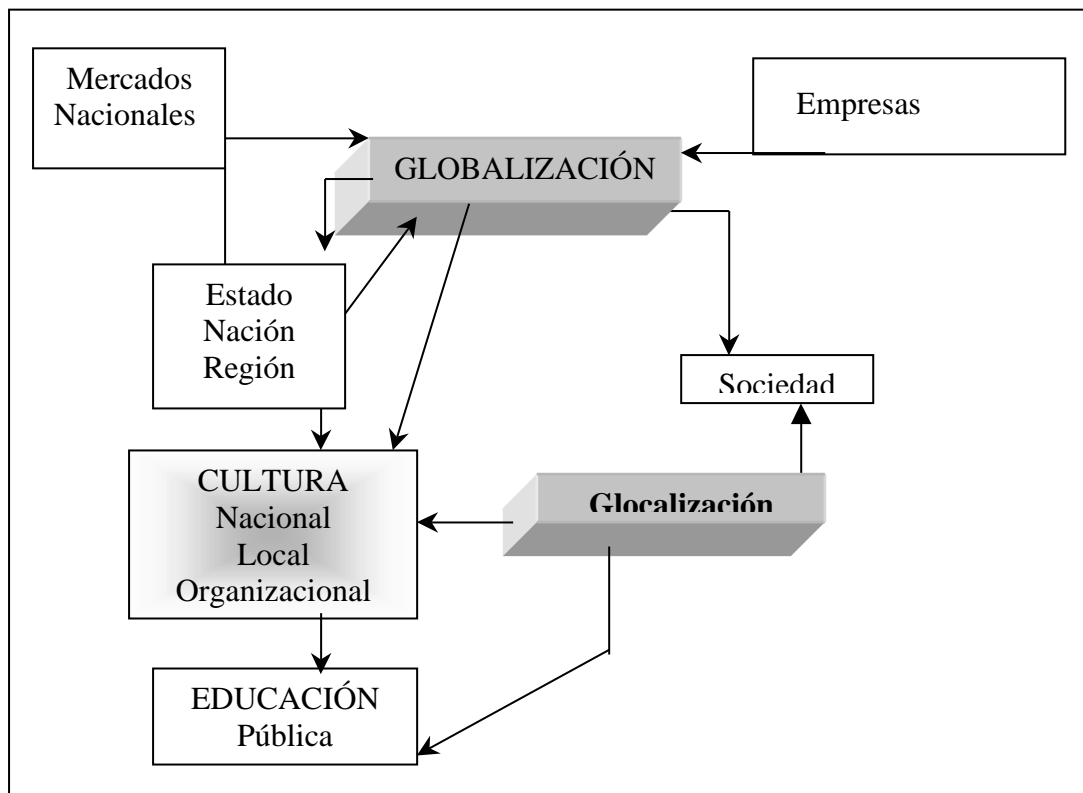 Mercados
Nacionales
Empresas
GLOBALIZACIÓN
Estado
Nación
Región
Sociedad
CULTURA
Nacional
Local
Organizacional
Glocalización
EDUCACIÓN
Pública